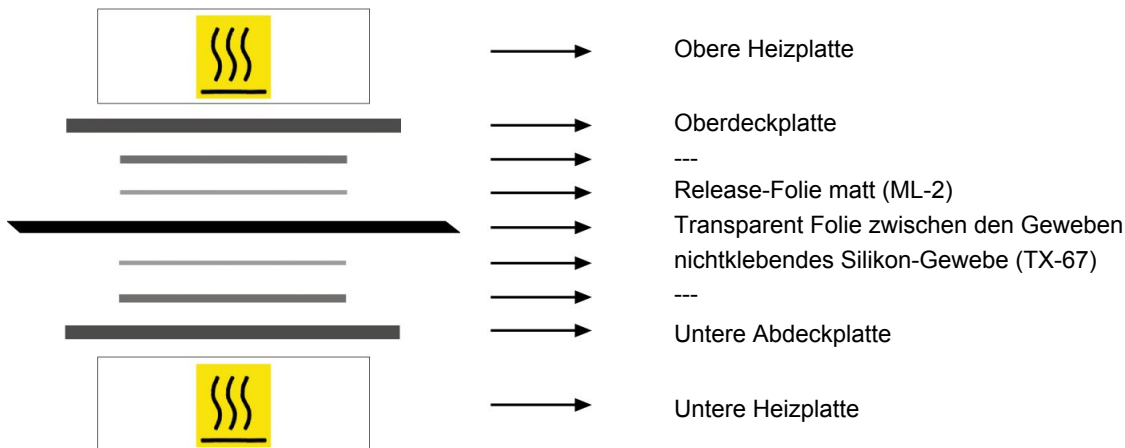 Obere Heizplatte
Oberdeckplatte
---
Release-Folie matt (ML-2)
Transparent Folie zwischen den Geweben
nichtklebendes Silikon-Gewebe (TX-67)
---
Untere Abdeckplatte
Untere Heizplatte